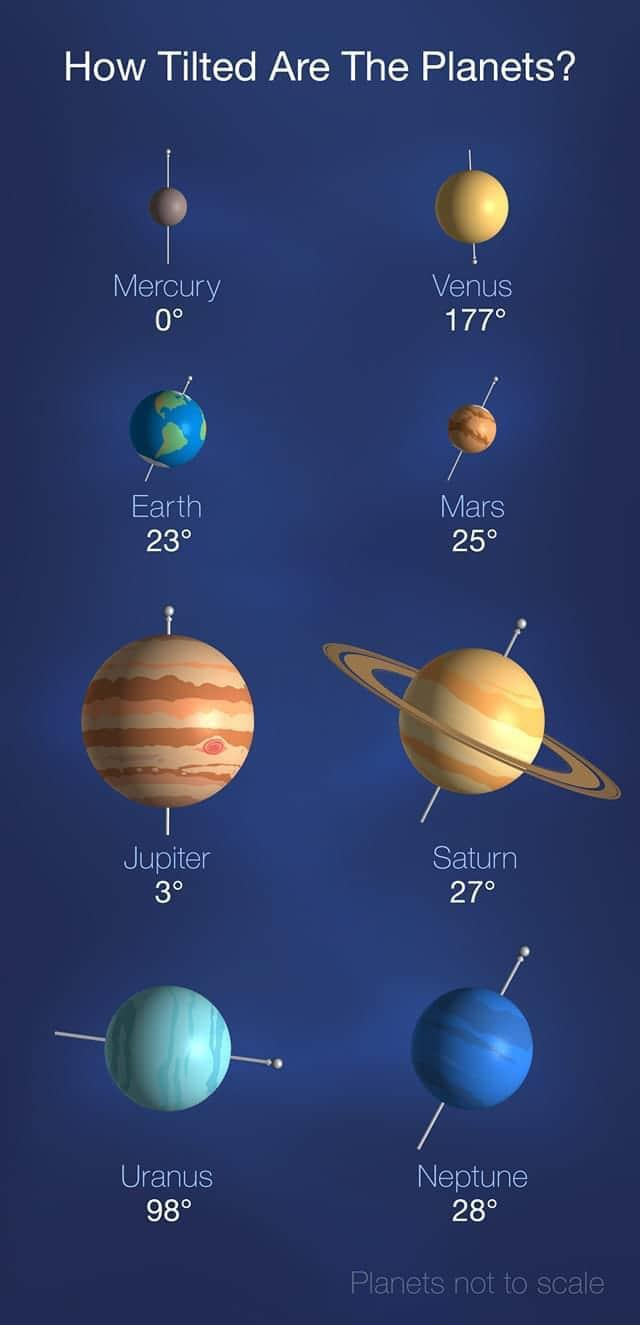 How Tilted Are The Planets?
Mercury
0°
Venus
177°
Earth
23°
Mars
25°
Jupiter
3°
Saturn
27°
Uranus
98°
Neptune
28°
Planets not to scale